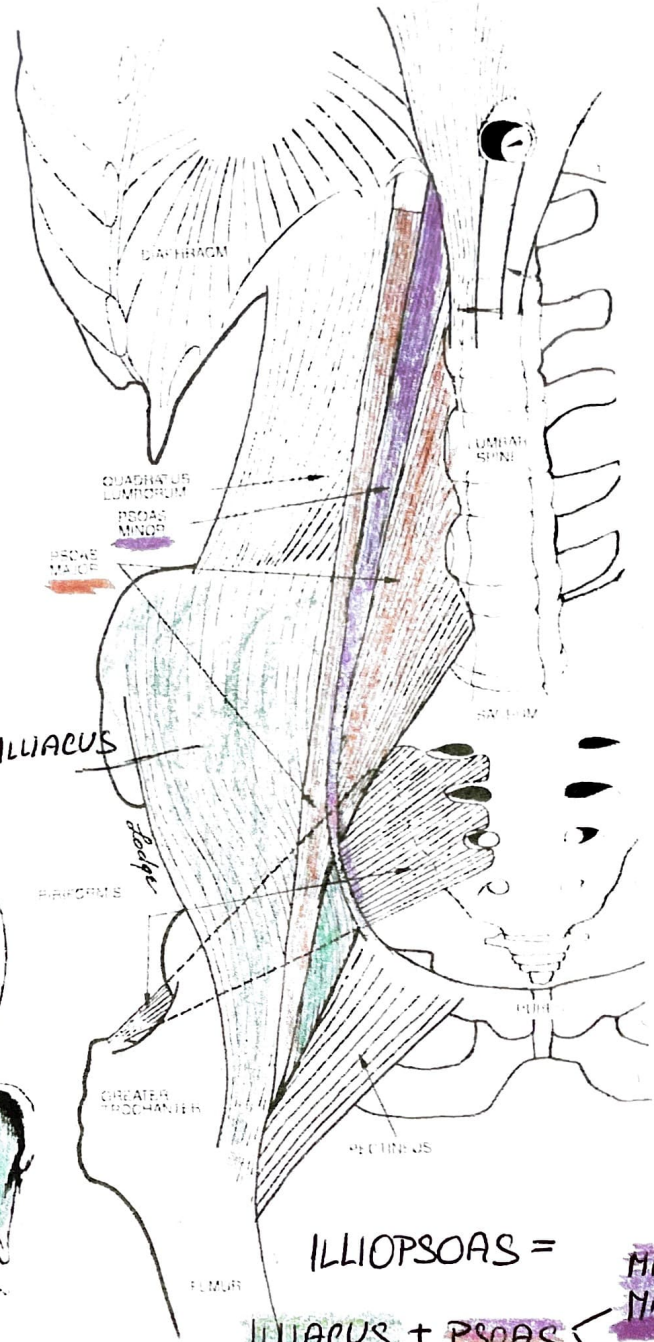 DIAPHRAGM
QUADRATUS
LUMBORUM
PSOAS
MINOR
PSOAS
MAJOR
LUMBAR
SPINE
SACRUM
ILLIACUS
Lodge
PIRIFORMIS
GREATER
TROCHANTER
PECTINEUS
FEMUR
ILLIOPSOAS =
ILLIACUS + PSOAS